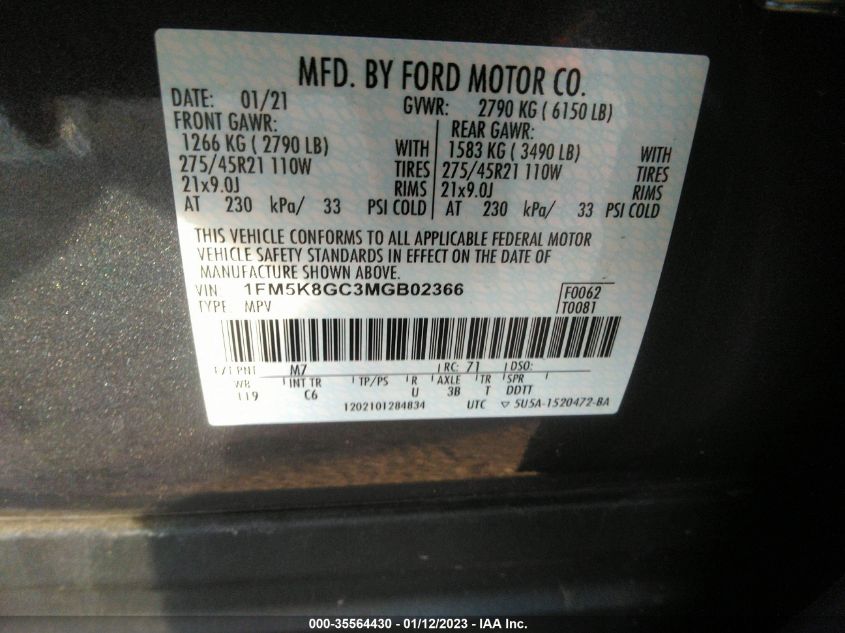 MFD. BY FORD MOTOR CO.
DATE: 01/21 GVWR: 2790 KG ( 6150 LB)
FRONT GAWR: REAR GAWR:
1266 KG ( 2790 LB) WITH 1583 KG ( 3490 LB) WITH
275/45R21 110W TIRES 275/45R21 110W TIRES
21x9.0J RIMS 21x9.0J RIMS
AT 230 kPa/ 33 PSI COLD AT 230 kPa/ 33 PSI COLD
THIS VEHICLE CONFORMS TO ALL APPLICABLE FEDERAL MOTOR
VEHICLE SAFETY STANDARDS IN EFFECT ON THE DATE OF
MANUFACTURE SHOWN ABOVE.
VIN 1FM5K8GC3MGB02366 F0062
TYPE MPV T0081
E/I PNT M7 RC: 71 DSO:
WB INT TR TP/PS R AXLE TR SPR
119 C6 U 3B T DDTT
1202101284834 UTC ▽ 5U5A-1520472-BA
000-35564430 - 01/12/2023 - IAA Inc.